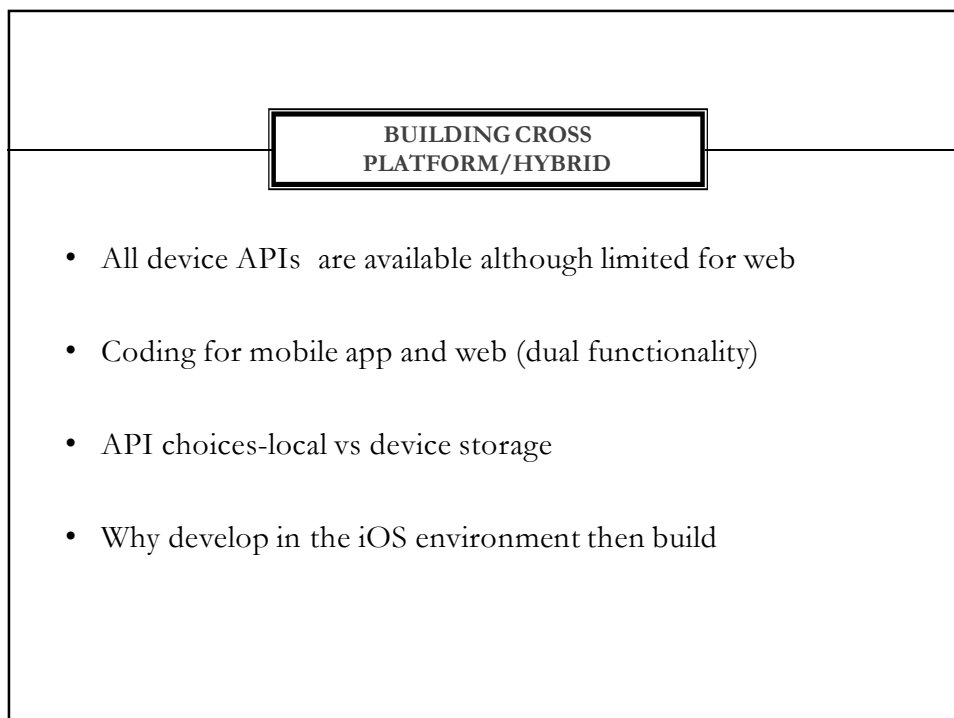 BUILDING CROSS
PLATFORM/HYBRID
• All device APIs  are available although limited for web
• Coding for mobile app and web (dual functionality)
• API choices-local vs device storage
• Why develop in the iOS environment then build